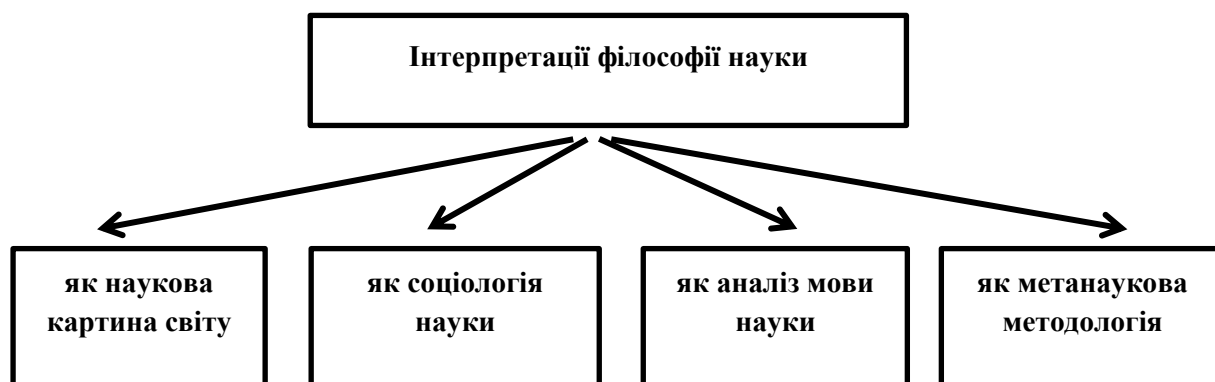 Інтерпретації філософії науки
як наукова
картина світу
як соціологія
науки
як аналіз мови
науки
як метанаукова
методологія